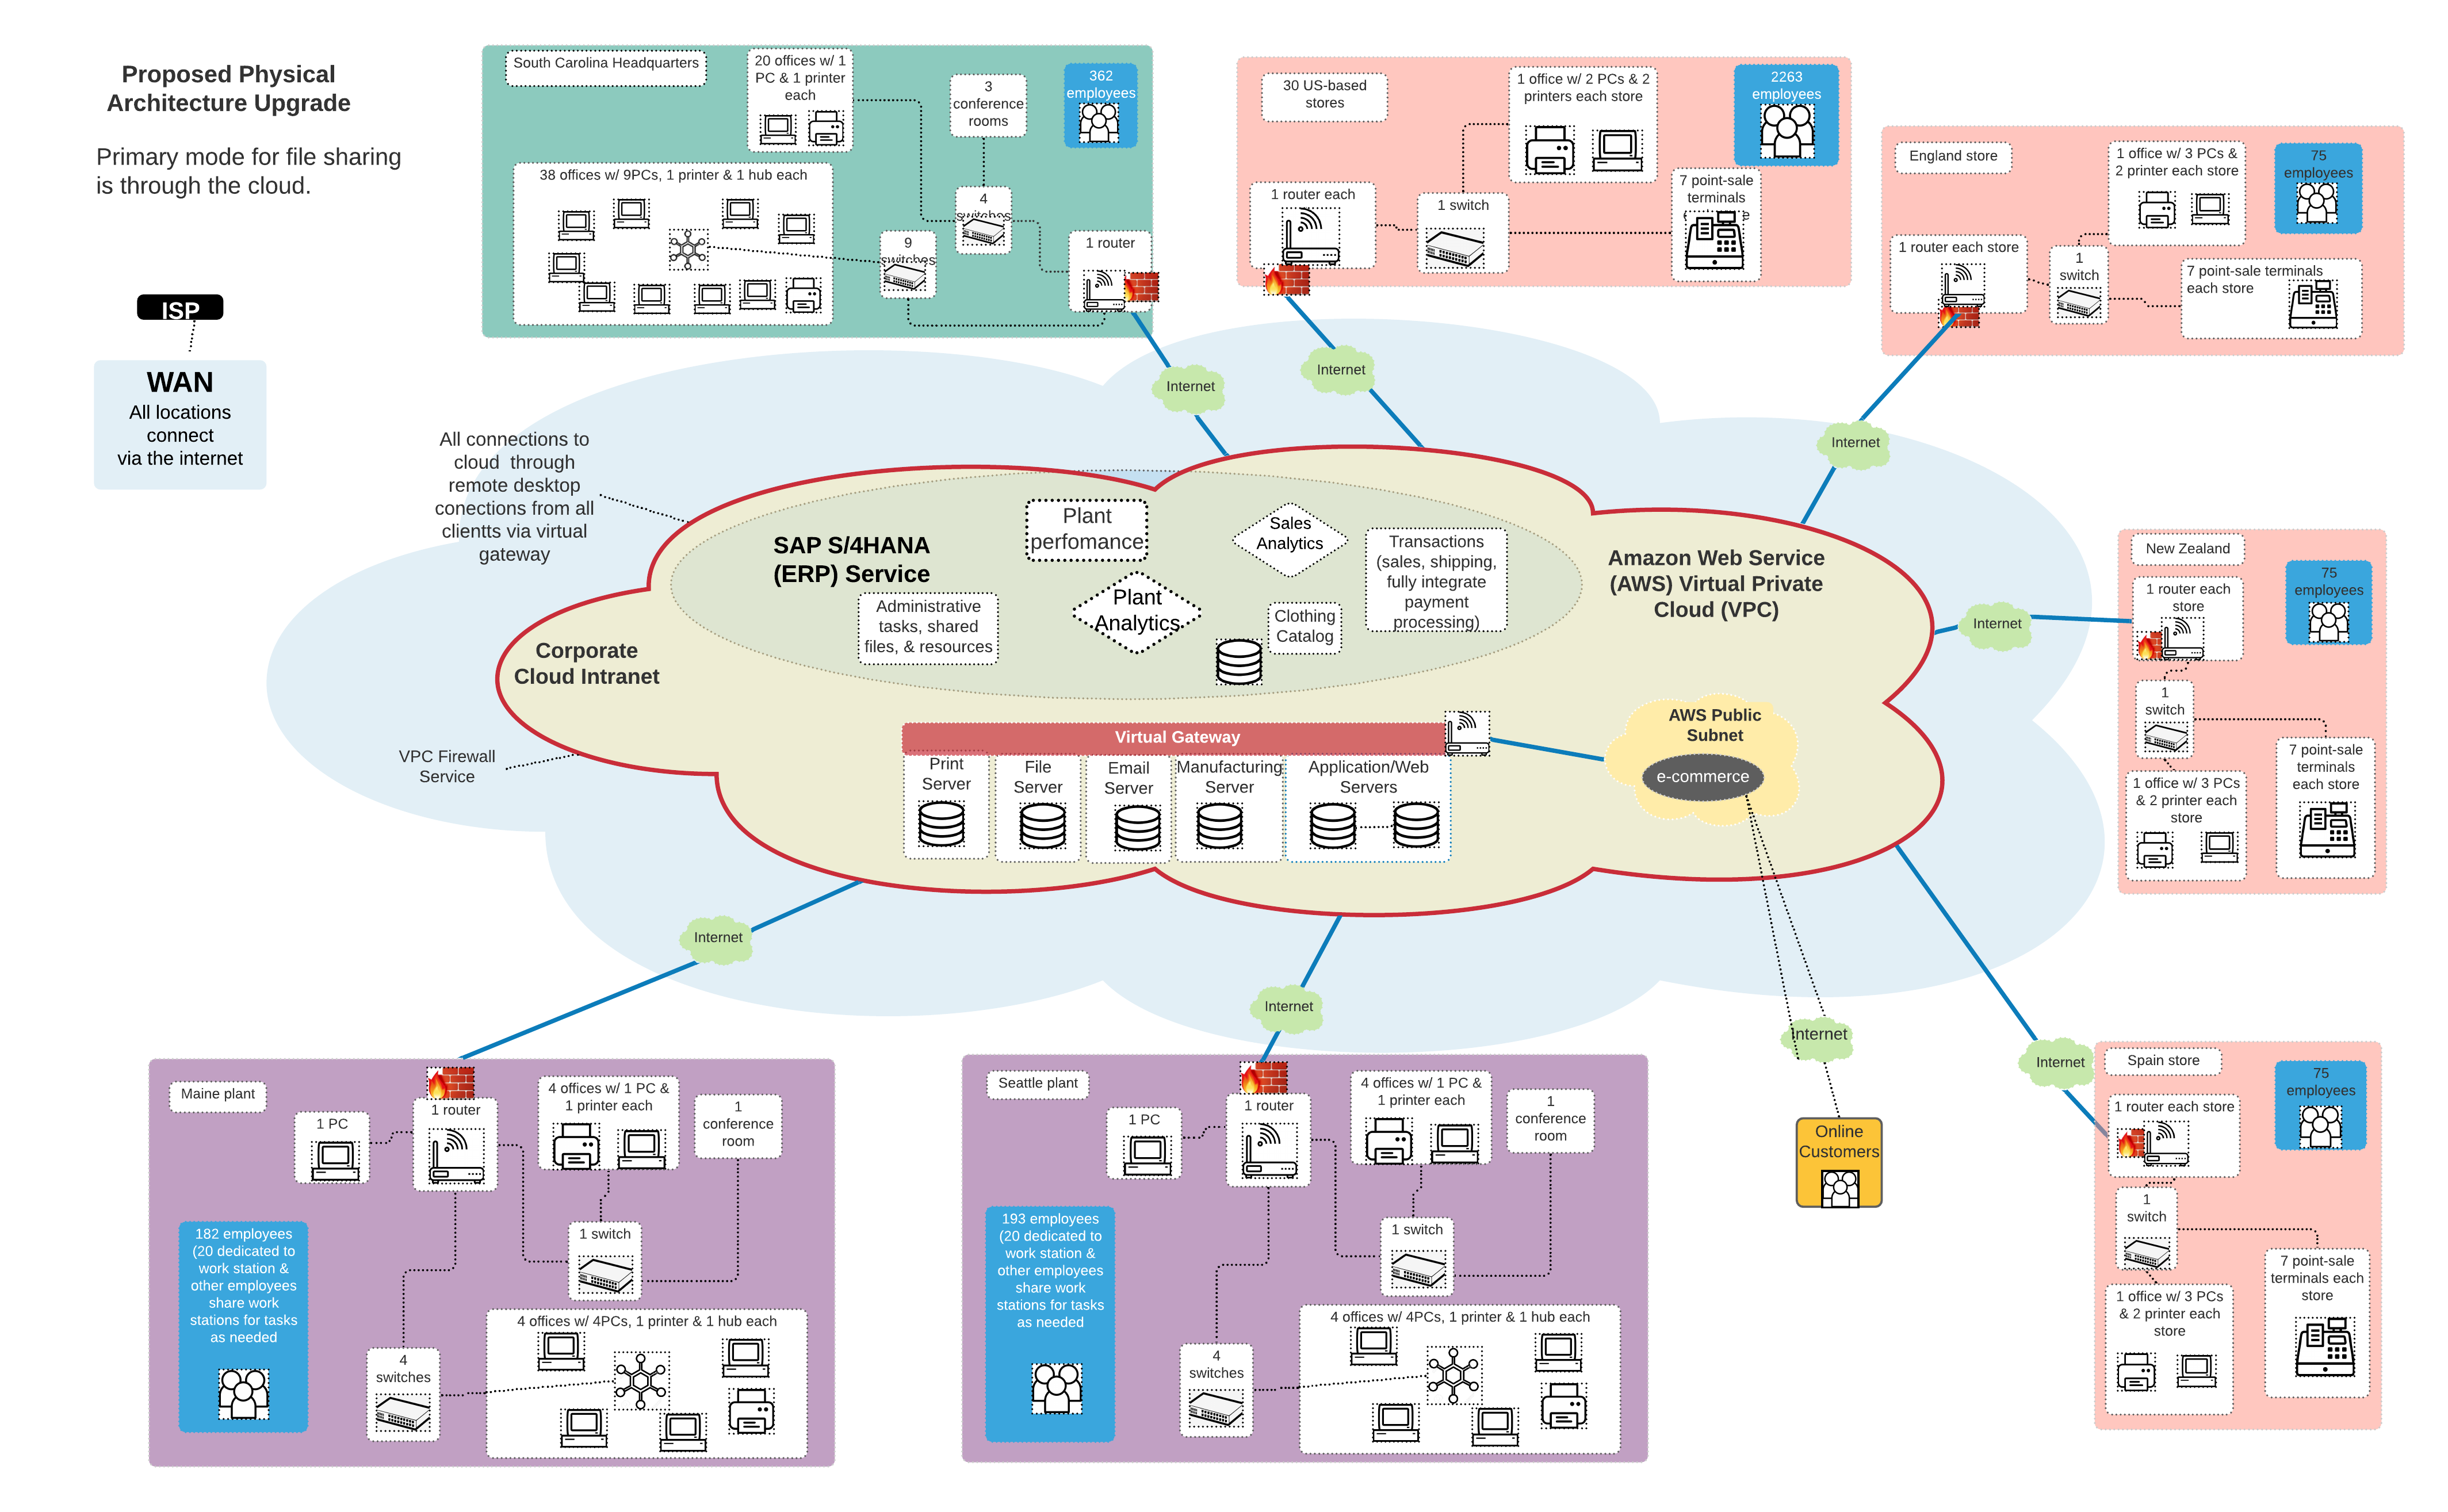 Proposed Physical
Architecture Upgrade
Primary mode for file sharing
is through the cloud.
ISP
WAN
All locations
connect
via the internet
South Carolina Headquarters
20 offices w/ 1
PC & 1 printer
each
3
conference
rooms
362
employees
38 offices w/ 9PCs, 1 printer & 1 hub each
4
switches
9
switches
1 router
30 US-based
stores
1 office w/ 2 PCs & 2
printers each store
2263
employees
1 router each
1 switch
7 point-sale
terminals
England store
1 office w/ 3 PCs &
2 printer each store
75
employees
1 router each store
1
switch
7 point-sale terminals
each store
Internet
Internet
Internet
All connections to
cloud through
remote desktop
conections from all
clientts via virtual
gateway
SAP S/4HANA
(ERP) Service
Plant
perfomance
Sales
Analytics
Transactions
(sales, shipping,
fully integrate
payment
processing)
Administrative
tasks, shared
files, & resources
Plant
Analytics
Clothing
Catalog
Amazon Web Service
(AWS) Virtual Private
Cloud (VPC)
Corporate
Cloud Intranet
VPC Firewall
Service
Virtual Gateway
Print
Server
File
Server
Email
Server
Manufacturing
Server
Application/Web
Servers
AWS Public
Subnet
e-commerce
Internet
New Zealand
1 router each
store
75
employees
1
switch
7 point-sale
terminals
each store
1 office w/ 3 PCs
& 2 printer each
store
Internet
Internet
Internet
Internet
Online
Customers
Maine plant
1 PC
1 router
4 offices w/ 1 PC &
1 printer each
1
conference
room
182 employees
(20 dedicated to
work station &
other employees
share work
stations for tasks
as needed
1 switch
4 offices w/ 4PCs, 1 printer & 1 hub each
4
switches
Seattle plant
1 PC
1 router
4 offices w/ 1 PC &
1 printer each
1
conference
room
193 employees
(20 dedicated to
work station &
other employees
share work
stations for tasks
as needed
1 switch
4 offices w/ 4PCs, 1 printer & 1 hub each
4
switches
Spain store
1 router each store
75
employees
1
switch
7 point-sale
terminals each
store
1 office w/ 3 PCs
& 2 printer each
store